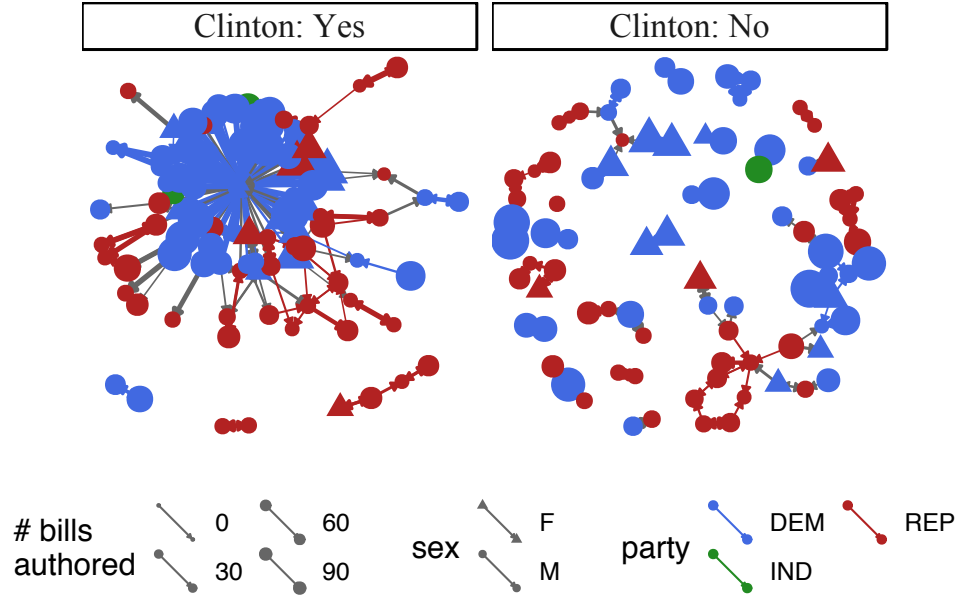 Clinton: Yes
Clinton: No
# bills
authored
0
60
30
90
sex
F
M
party
DEM
REP
IND